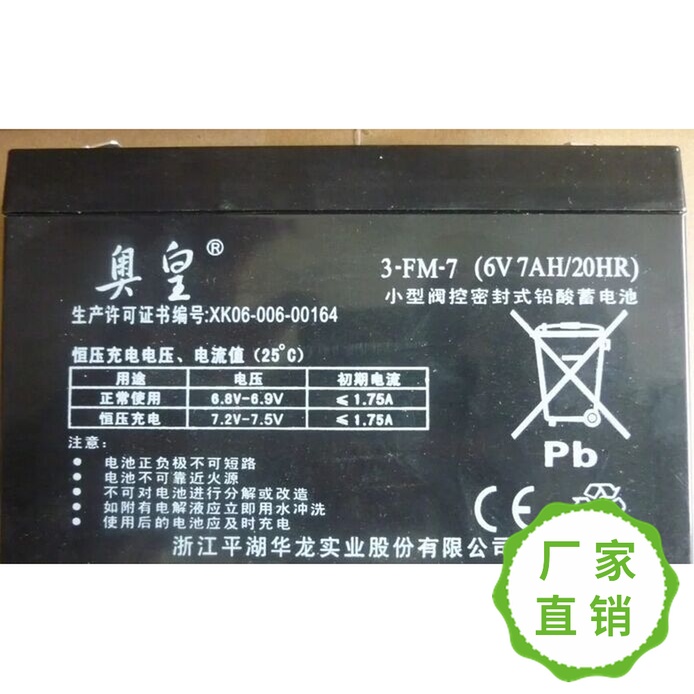 奥皇®
3-FM-7 (6V 7AH/20HR)
生产许可证书编号:XK06-006-00164
小型阀控密封式铅酸蓄电池
恒压充电电压、电流值(25°C)
用途 电压 初期电流
正常使用 6.8V-6.9V ≤1.75A
恒压充电 7.2V-7.5V ≤1.75A
Pb
注意:
● 电池正负极不可短路
● 电池不可靠近火源
● 不可对电池进行分解或改造
● 如附有电解液应立即用水冲洗
● 使用后的电池应及时充电
CE
浙江平湖华龙实业股份有限公司
厂家
直销